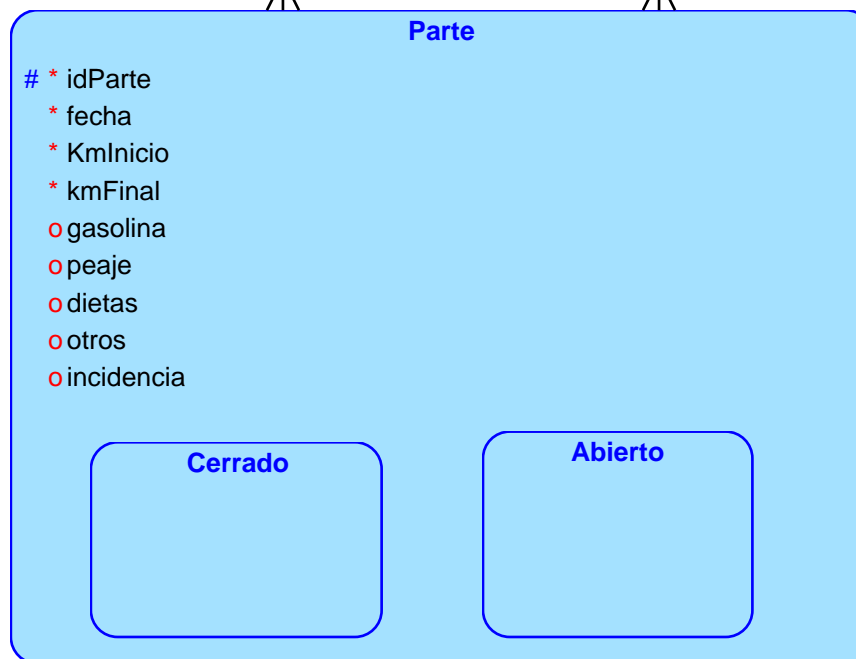 Parte
# * idParte
* fecha
* KmInicio
* kmFinal
o gasolina
o peaje
o dietas
o otros
o incidencia
Cerrado
Abierto